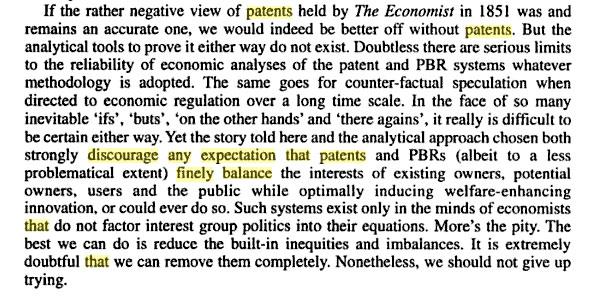 If the rather negative view of patents held by The Economist in 1851 was and
remains an accurate one, we would indeed be better off without patents. But the
analytical tools to prove it either way do not exist. Doubtless there are serious limits
to the reliability of economic analyses of the patent and PBR systems whatever
methodology is adopted. The same goes for counter-factual speculation when
directed to economic regulation over a long time scale. In the face of so many
inevitable 'ifs', 'buts', 'on the other hands' and 'there agains', it really is difficult to
be certain either way. Yet the story told here and the analytical approach chosen both
strongly discourage any expectation that patents and PBRs (albeit to a less
problematical extent) finely balance the interests of existing owners, potential
owners, users and the public while optimally inducing welfare-enhancing
innovation, or could ever do so. Such systems exist only in the minds of economists
that do not factor interest group politics into their equations. More's the pity. The
best we can do is reduce the built-in inequities and imbalances. It is extremely
doubtful that we can remove them completely. Nonetheless, we should not give up
trying.